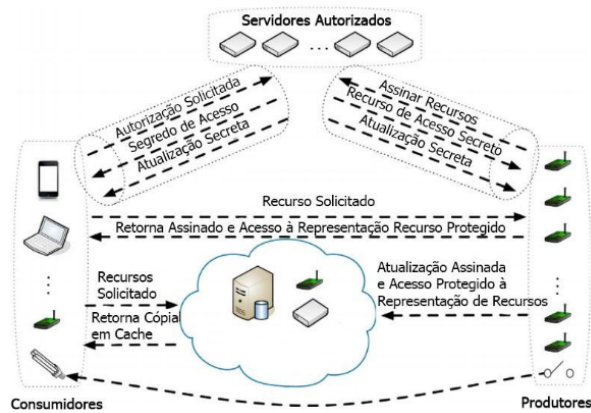 Servidores Autorizados
Autorização Solicitada
Segredo de Acesso
Atualização Secreta
Assinar Recursos
Recurso de Acesso Secreto
Atualização Secreta
Recurso Solicitado
Retorna Assinado e Acesso à Representação Recurso Protegido
Recursos
Solicitado
Retorna Cópial
em Cache
Atualização Assinada
e Acesso Protegido à
Representação de Recursos
Consumidores
Produtores